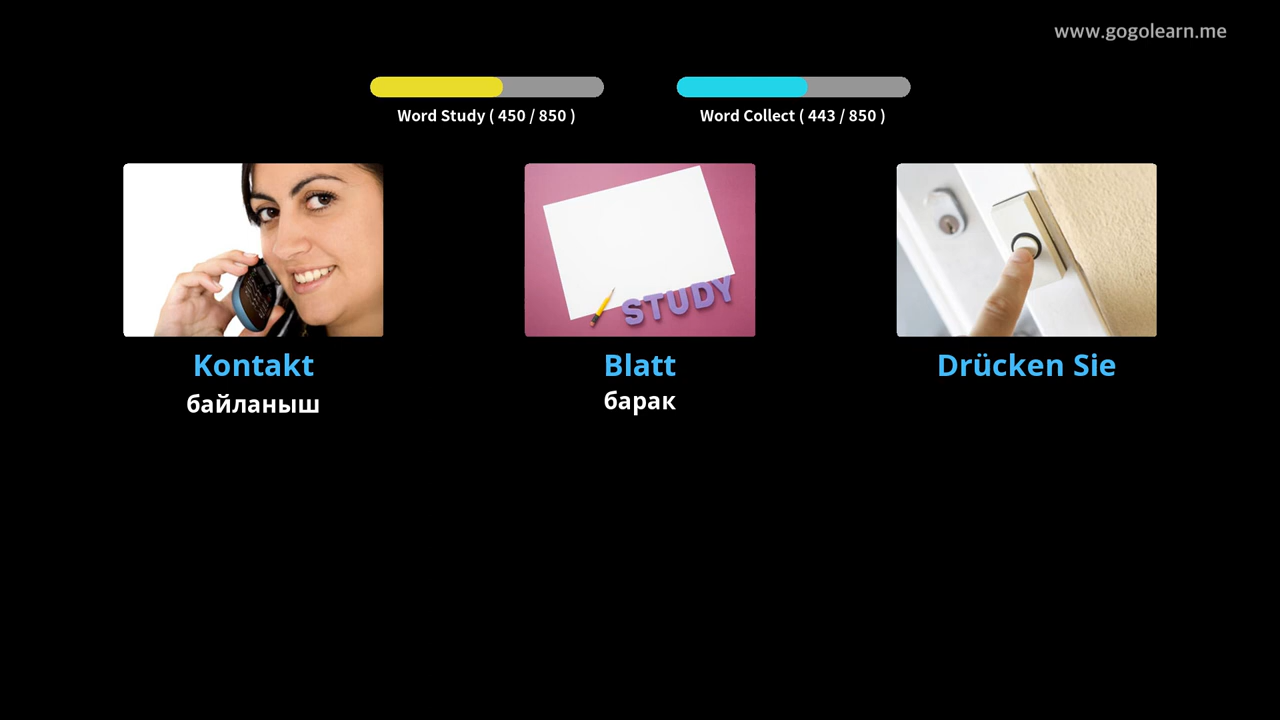 www.gogolearn.me
Word Study ( 450 / 850 )
Word Collect ( 443 / 850 )
STUDY
Kontakt
байланыш
Blatt
барак
Drücken Sie